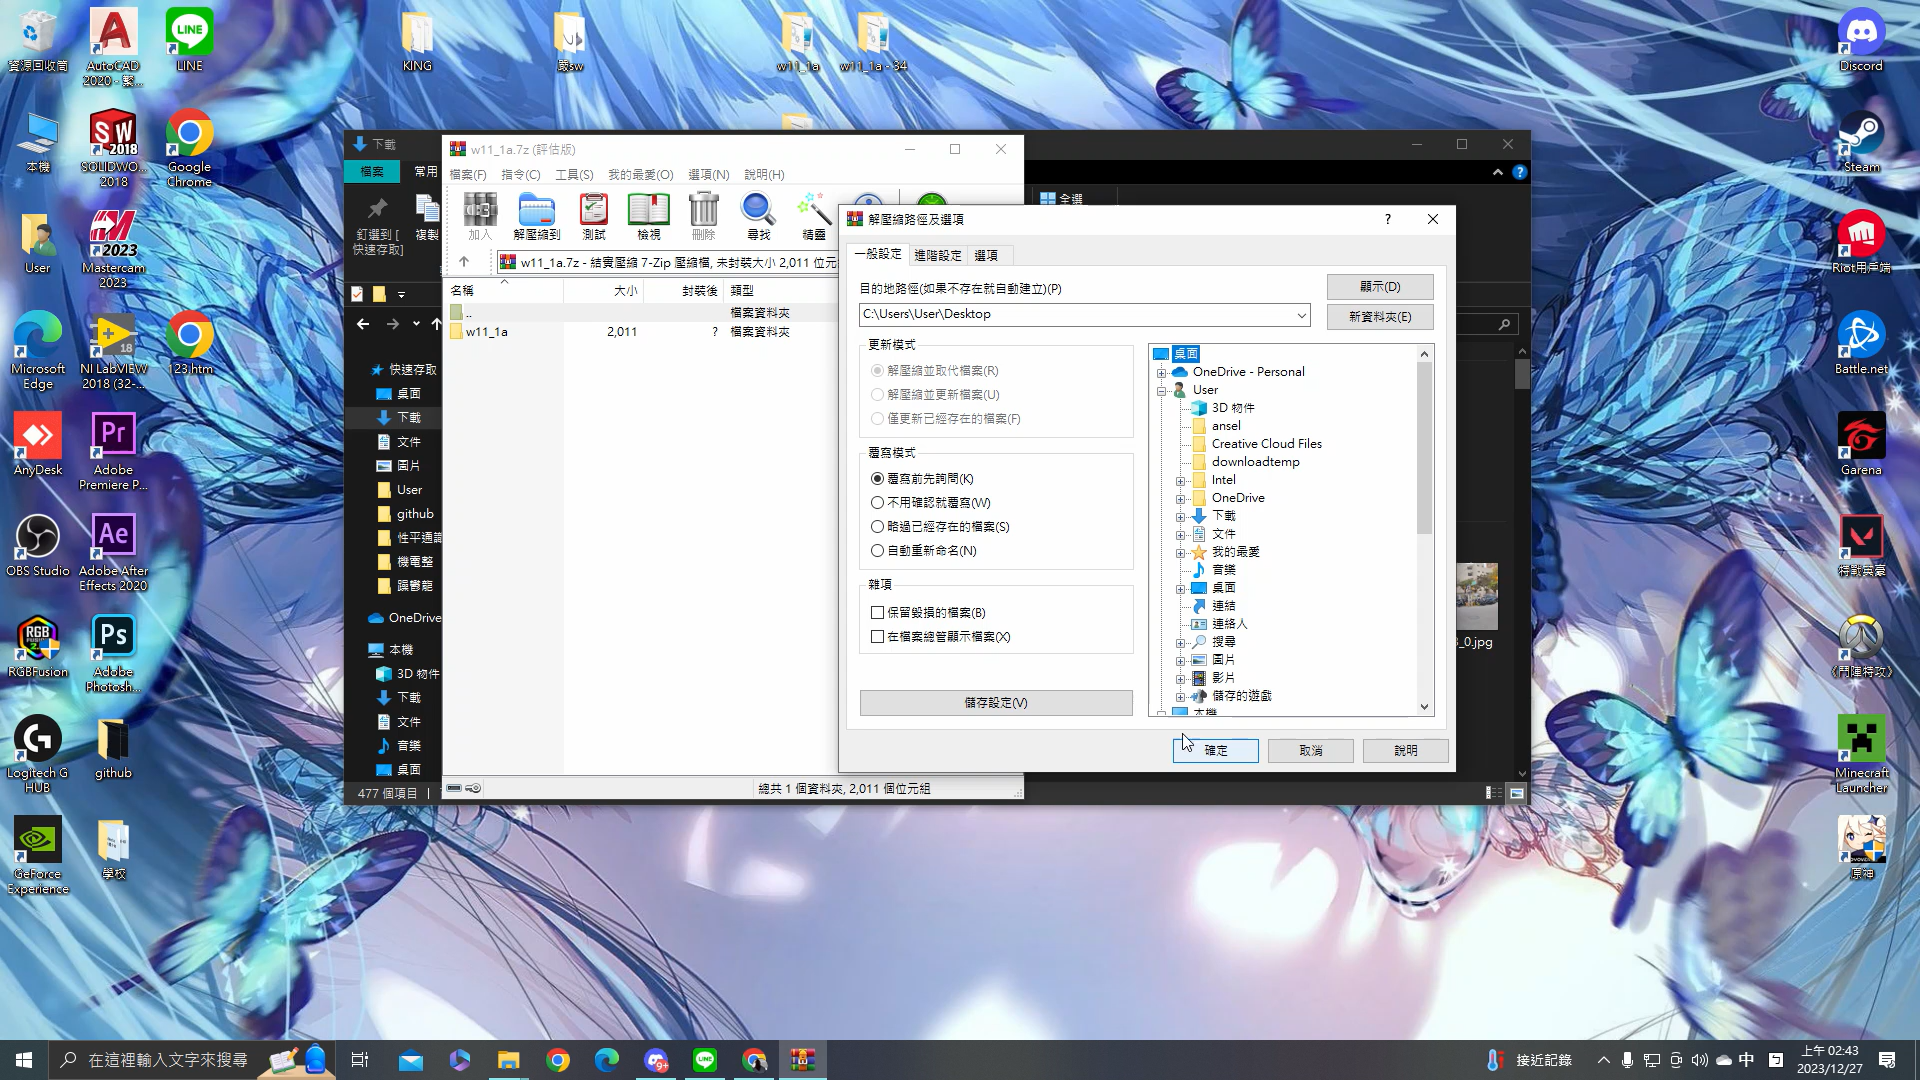 資源回收筒
AutoCAD
2020 - 繁...
LINE
KING
嚴sw
w11_1a
w11_1a - 34
Discord
本機
SOLIDWO...
2018
Google
Chrome
Steam
User
Mastercam
2023
Riot用戶端
Microsoft
Edge
NI LabVIEW
2018 (32-...
123.htm
Battle.net
AnyDesk
Adobe
Premiere P...
Garena
OBS Studio
Adobe After
Effects 2020
特戰英豪
RGBFusion
Adobe
Photosh...
《鬥陣特攻》
Logitech G
HUB
github
Minecraft
Launcher
GeForce
Experience
學校
原神
下載
檔案
常用
釘選到 [
快速存取]
複製
全選
快速存取
桌面
下載
文件
圖片
User
github
性平通識
機電整
OneDrive
本機
3D 物件
下載
文件
音樂
桌面
477 個項目
3_0.jpg
w11_1a.7z (評估版)
檔案(F) 指令(C) 工具(S) 我的最愛(O) 選項(N) 說明(H)
加入 解壓縮到 測試 檢視 刪除 尋找 精靈
w11_1a.7z - 結實壓縮 7-Zip 壓縮檔, 未封裝大小 2,011 位元
名稱 大小 封裝後 類型
.. 檔案資料夾
w11_1a 2,011 ? 檔案資料夾
總共 1 個資料夾, 2,011 個位元組
解壓縮路徑及選項
一般設定 進階設定 選項
目的地路徑(如果不存在就自動建立)(P)
顯示(D)
C:\Users\User\Desktop
新資料夾(E)
更新模式
解壓縮並取代檔案(R)
解壓縮並更新檔案(U)
僅更新已經存在的檔案(F)
覆寫模式
覆寫前先詢問(K)
不用確認就覆寫(W)
略過已經存在的檔案(S)
自動重新命名(N)
雜項
保留毀損的檔案(B)
在檔案總管顯示檔案(X)
儲存設定(V)
桌面
OneDrive - Personal
User
3D 物件
ansel
Creative Cloud Files
downloadtemp
Intel
OneDrive
下載
文件
我的最愛
音樂
桌面
連結
連絡人
搜尋
圖片
影片
儲存的遊戲
本機
確定 取消 說明
在這裡輸入文字來搜尋
9+
接近記錄
中
上午 02:43
2023/12/27